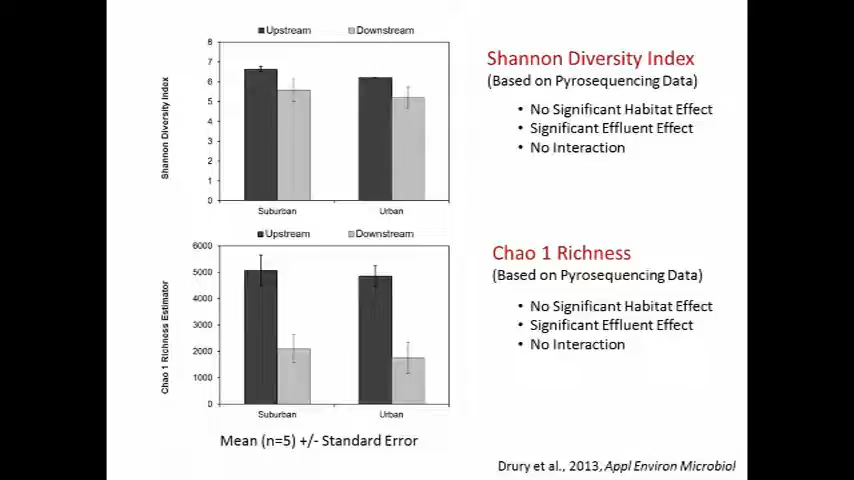 Upstream Downstream
8
7
6
5
4
3
2
1
0
Shannon Diversity Index
Suburban Urban
Shannon Diversity Index
(Based on Pyrosequencing Data)
• No Significant Habitat Effect
• Significant Effluent Effect
• No Interaction
Upstream Downstream
6000
5000
4000
3000
2000
1000
0
Chao 1 Richness Estimator
Suburban Urban
Chao 1 Richness
(Based on Pyrosequencing Data)
• No Significant Habitat Effect
• Significant Effluent Effect
• No Interaction
Mean (n=5) +/- Standard Error
Drury et al., 2013, Appl Environ Microbiol